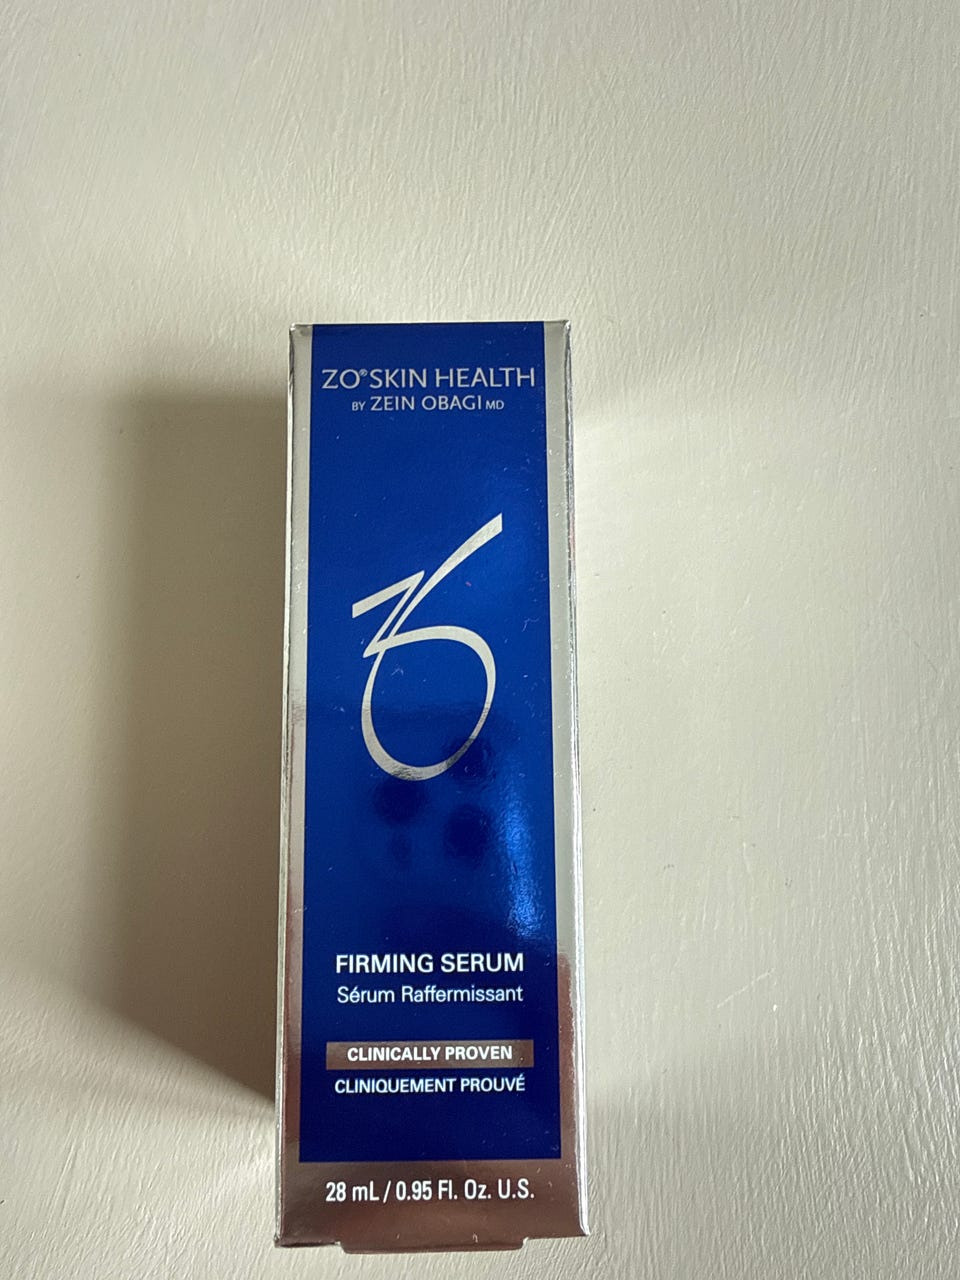 ZO® SKIN HEALTH
BY ZEIN OBAGI MD
FIRMING SERUM
Sérum Raffermissant
CLINICALLY PROVEN
CLINIQUEMENT PROUVÉ
28 mL / 0.95 Fl. Oz. U.S.